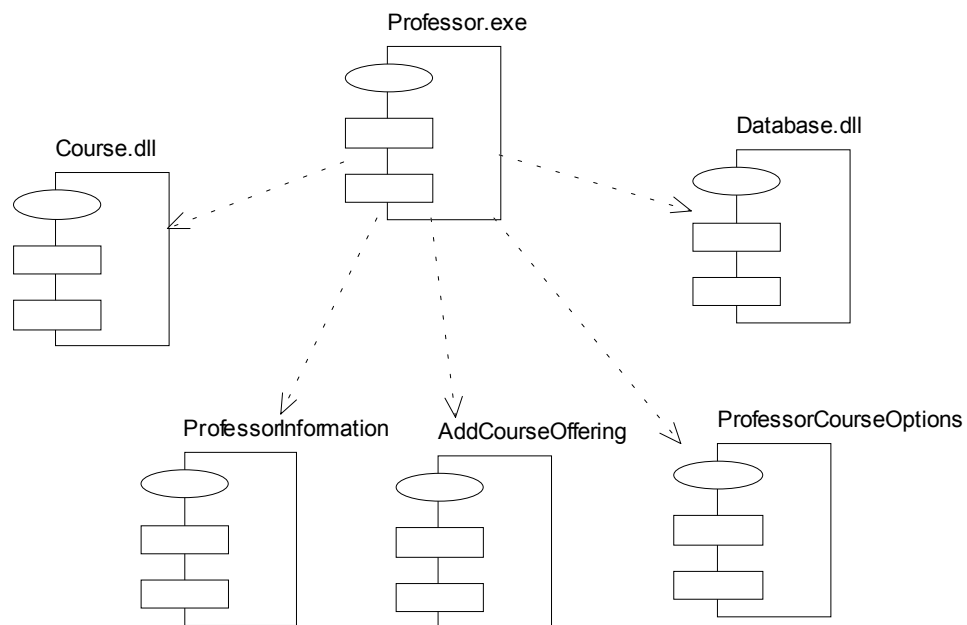 Professor.exe
Course.dll
Database.dll
ProfessorInformation
AddCourseOffering
ProfessorCourseOptions